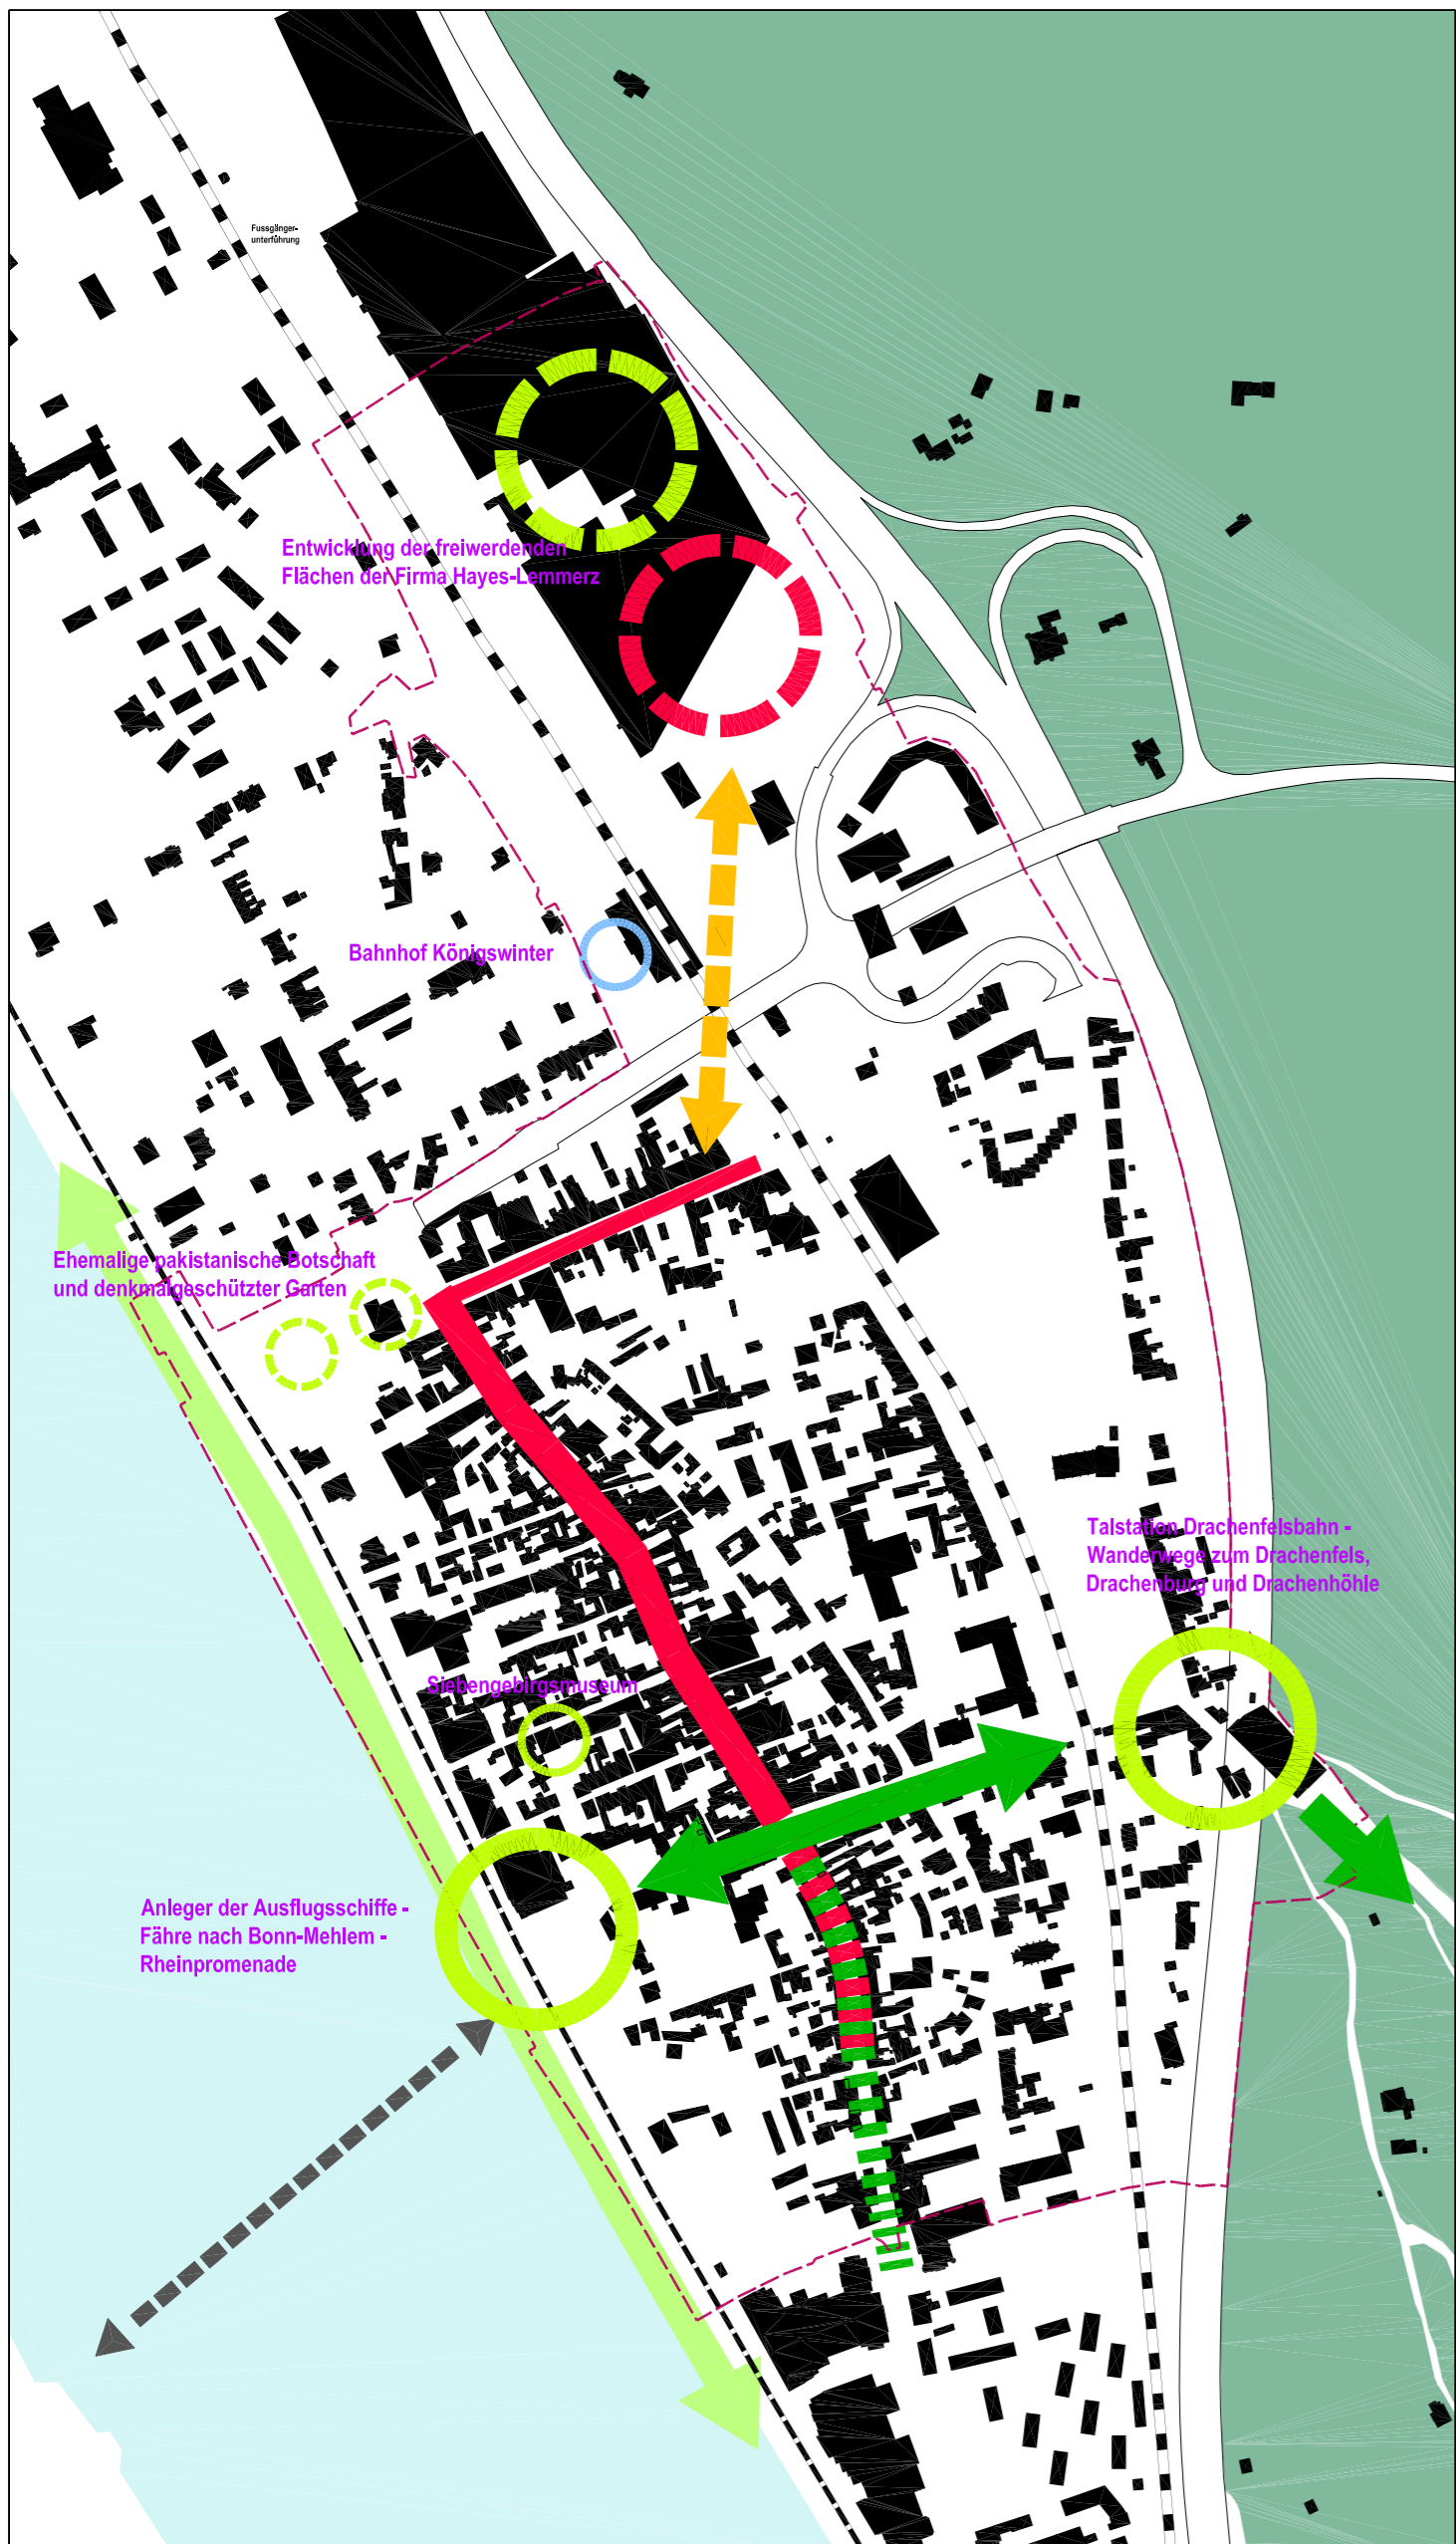 Fussgänger-
unterführung
Entwicklung der freiwerdenden
Flächen der Firma Hayes-Lemmerz
Bahnhof Königswinter
Ehemalige pakistanische Botschaft
und denkmalgeschützter Garten
Talstation Drachenfelsbahn -
Wanderwege zum Drachenfels,
Drachenburg und Drachenhöhle
Siebengebirgsmuseum
Anleger der Ausflugsschiffe -
Fähre nach Bonn-Mehlem -
Rheinpromenade